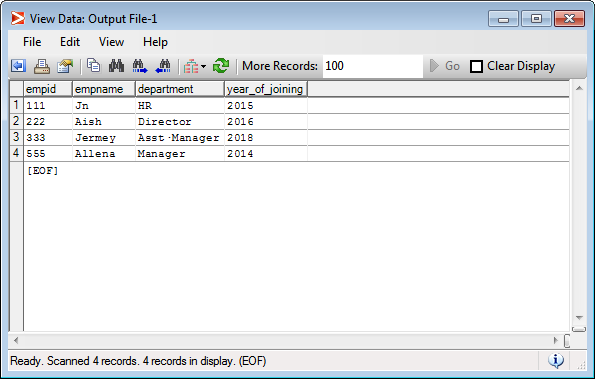 View Data: Output File-1
File Edit View Help
More Records: 100 Go Clear Display
empid empname department year_of_joining
1 111 Jn HR 2015
2 222 Aish Director 2016
3 333 Jermey Asst·Manager 2018
4 555 Allena Manager 2014
[EOF]
Ready. Scanned 4 records. 4 records in display. (EOF)